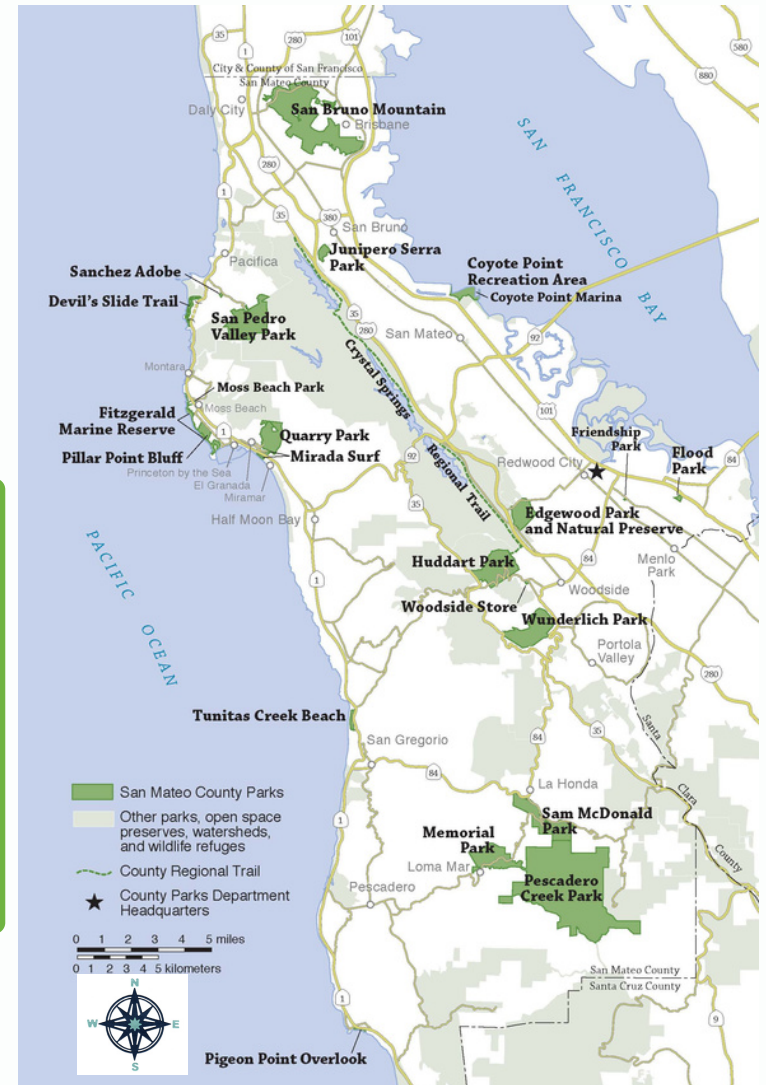 35
1
280
101
580
880
City & County of San Francisco
San Mateo County
Daly City
San Bruno Mountain
Brisbane
SAN FRANCISCO BAY
280
280
1
35
380
San Bruno
Junipero Serra
Park
Pacifica
Coyote Point
Recreation Area
Coyote Point Marina
Sanchez Adobe
Devil's Slide Trail
San Pedro
Valley Park
35
280
San Mateo
92
Crystal Springs
Regional Trail
Montara
Moss Beach Park
Moss Beach
Fitzgerald
Marine Reserve
1
Pillar Point Bluff
Princeton by the Sea
El Granada
Miramar
Quarry Park
Mirada Surf
92
35
101
Friendship
Park
Flood
Park
84
Redwood City
Half Moon Bay
Edgewood Park
and Natural Preserve
PACIFIC OCEAN
Huddart Park
84
Menlo
Park
1
Woodside
Woodside Store
Wunderlich Park
Portola
Valley
280
Tunitas Creek Beach
San Gregorio
84
35
Santa
Clara
County
84
La Honda
San Mateo County Parks
Other parks, open space
preserves, watersheds,
and wildlife refuges
County Regional Trail
County Parks Department
Headquarters
1
Sam McDonald
Park
Memorial
Park
Loma Mar
Pescadero
Creek Park
Pescadero
0 1 2 3 4 5 miles
0 1 2 3 4 5 kilometers
San Mateo County
Santa Cruz County
N
W E
S
1
9
Pigeon Point Overlook